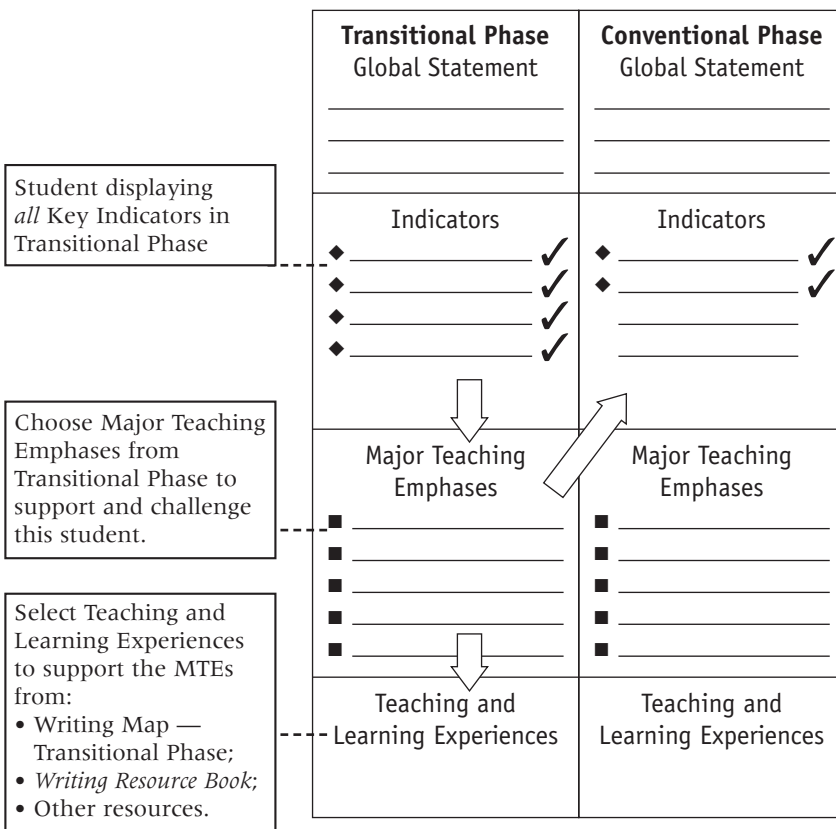 Transitional Phase
Global Statement
Conventional Phase
Global Statement
Student displaying
all Key Indicators in
Transitional Phase
Indicators
◆ ✓
◆ ✓
◆ ✓
◆ ✓
Indicators
◆ ✓
◆ ✓
Choose Major Teaching
Emphases from
Transitional Phase to
support and challenge
this student.
Major Teaching
Emphases
■
■
■
■
■
Major Teaching
Emphases
■
■
■
■
■
Select Teaching and
Learning Experiences
to support the MTEs
from:
• Writing Map —
Transitional Phase;
• Writing Resource Book;
• Other resources.
Teaching and
Learning Experiences
Teaching and
Learning Experiences